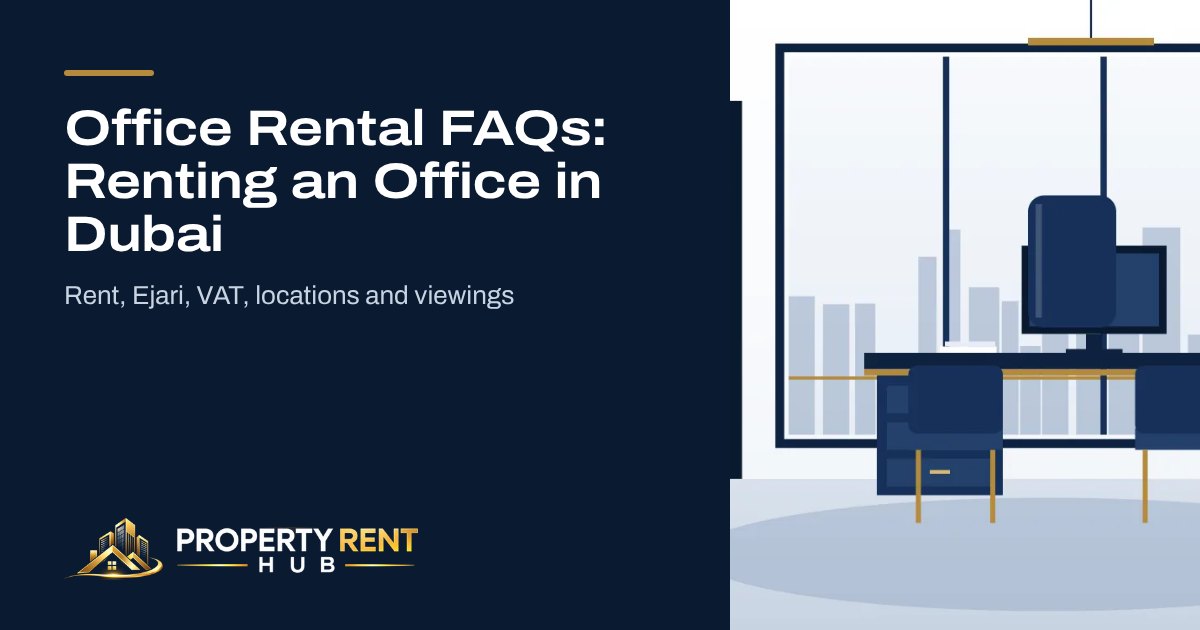 Office Rental FAQs:
Renting an Office in
Dubai
Rent, Ejari, VAT, locations and viewings
PROPERTY RENT
HUB